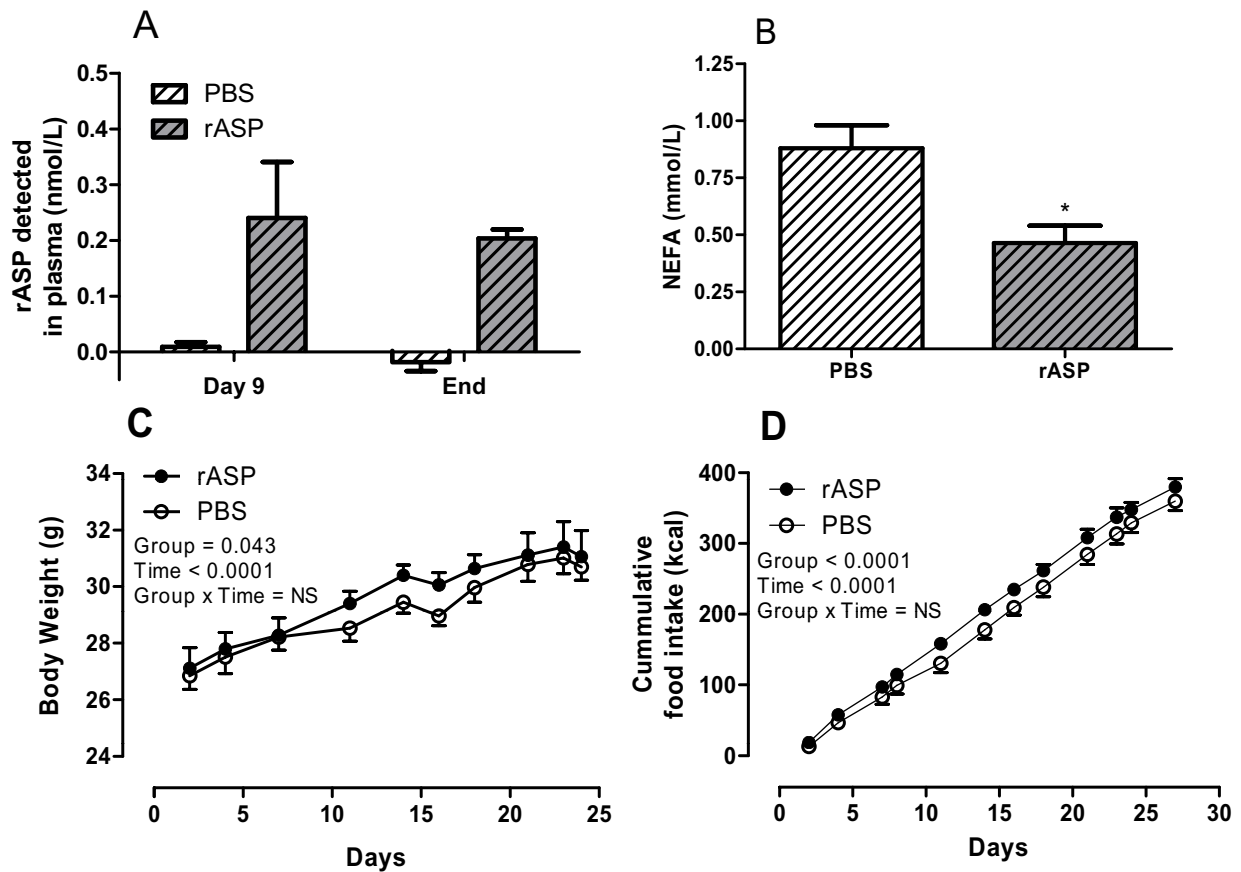 A
rASP detected
in plasma (nmol/L)
0.5
0.4
0.3
0.2
0.1
0.0
PBS
rASP
Day 9
End
B
NEFA (mmol/L)
1.25
1.00
0.75
0.50
0.25
0.00
*
PBS
rASP
C
Body Weight (g)
34
32
30
28
26
24
rASP
PBS
Group = 0.043
Time < 0.0001
Group x Time = NS
0 5 10 15 20 25
Days
D
Cummulative
food intake (kcal)
400
300
200
100
0
rASP
PBS
Group < 0.0001
Time < 0.0001
Group x Time = NS
0 5 10 15 20 25 30
Days